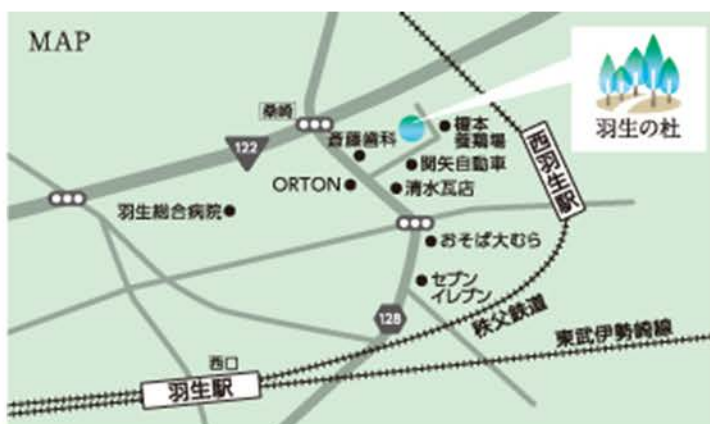 MAP
桑崎
122
斎藤歯科
榎本
養鶏場
羽生の杜
関矢自動車
ORTON
清水瓦店
西羽生駅
羽生総合病院
おそば大むら
セブン
イレブン
128
秩父鉄道
東武伊勢崎線
西口
羽生駅